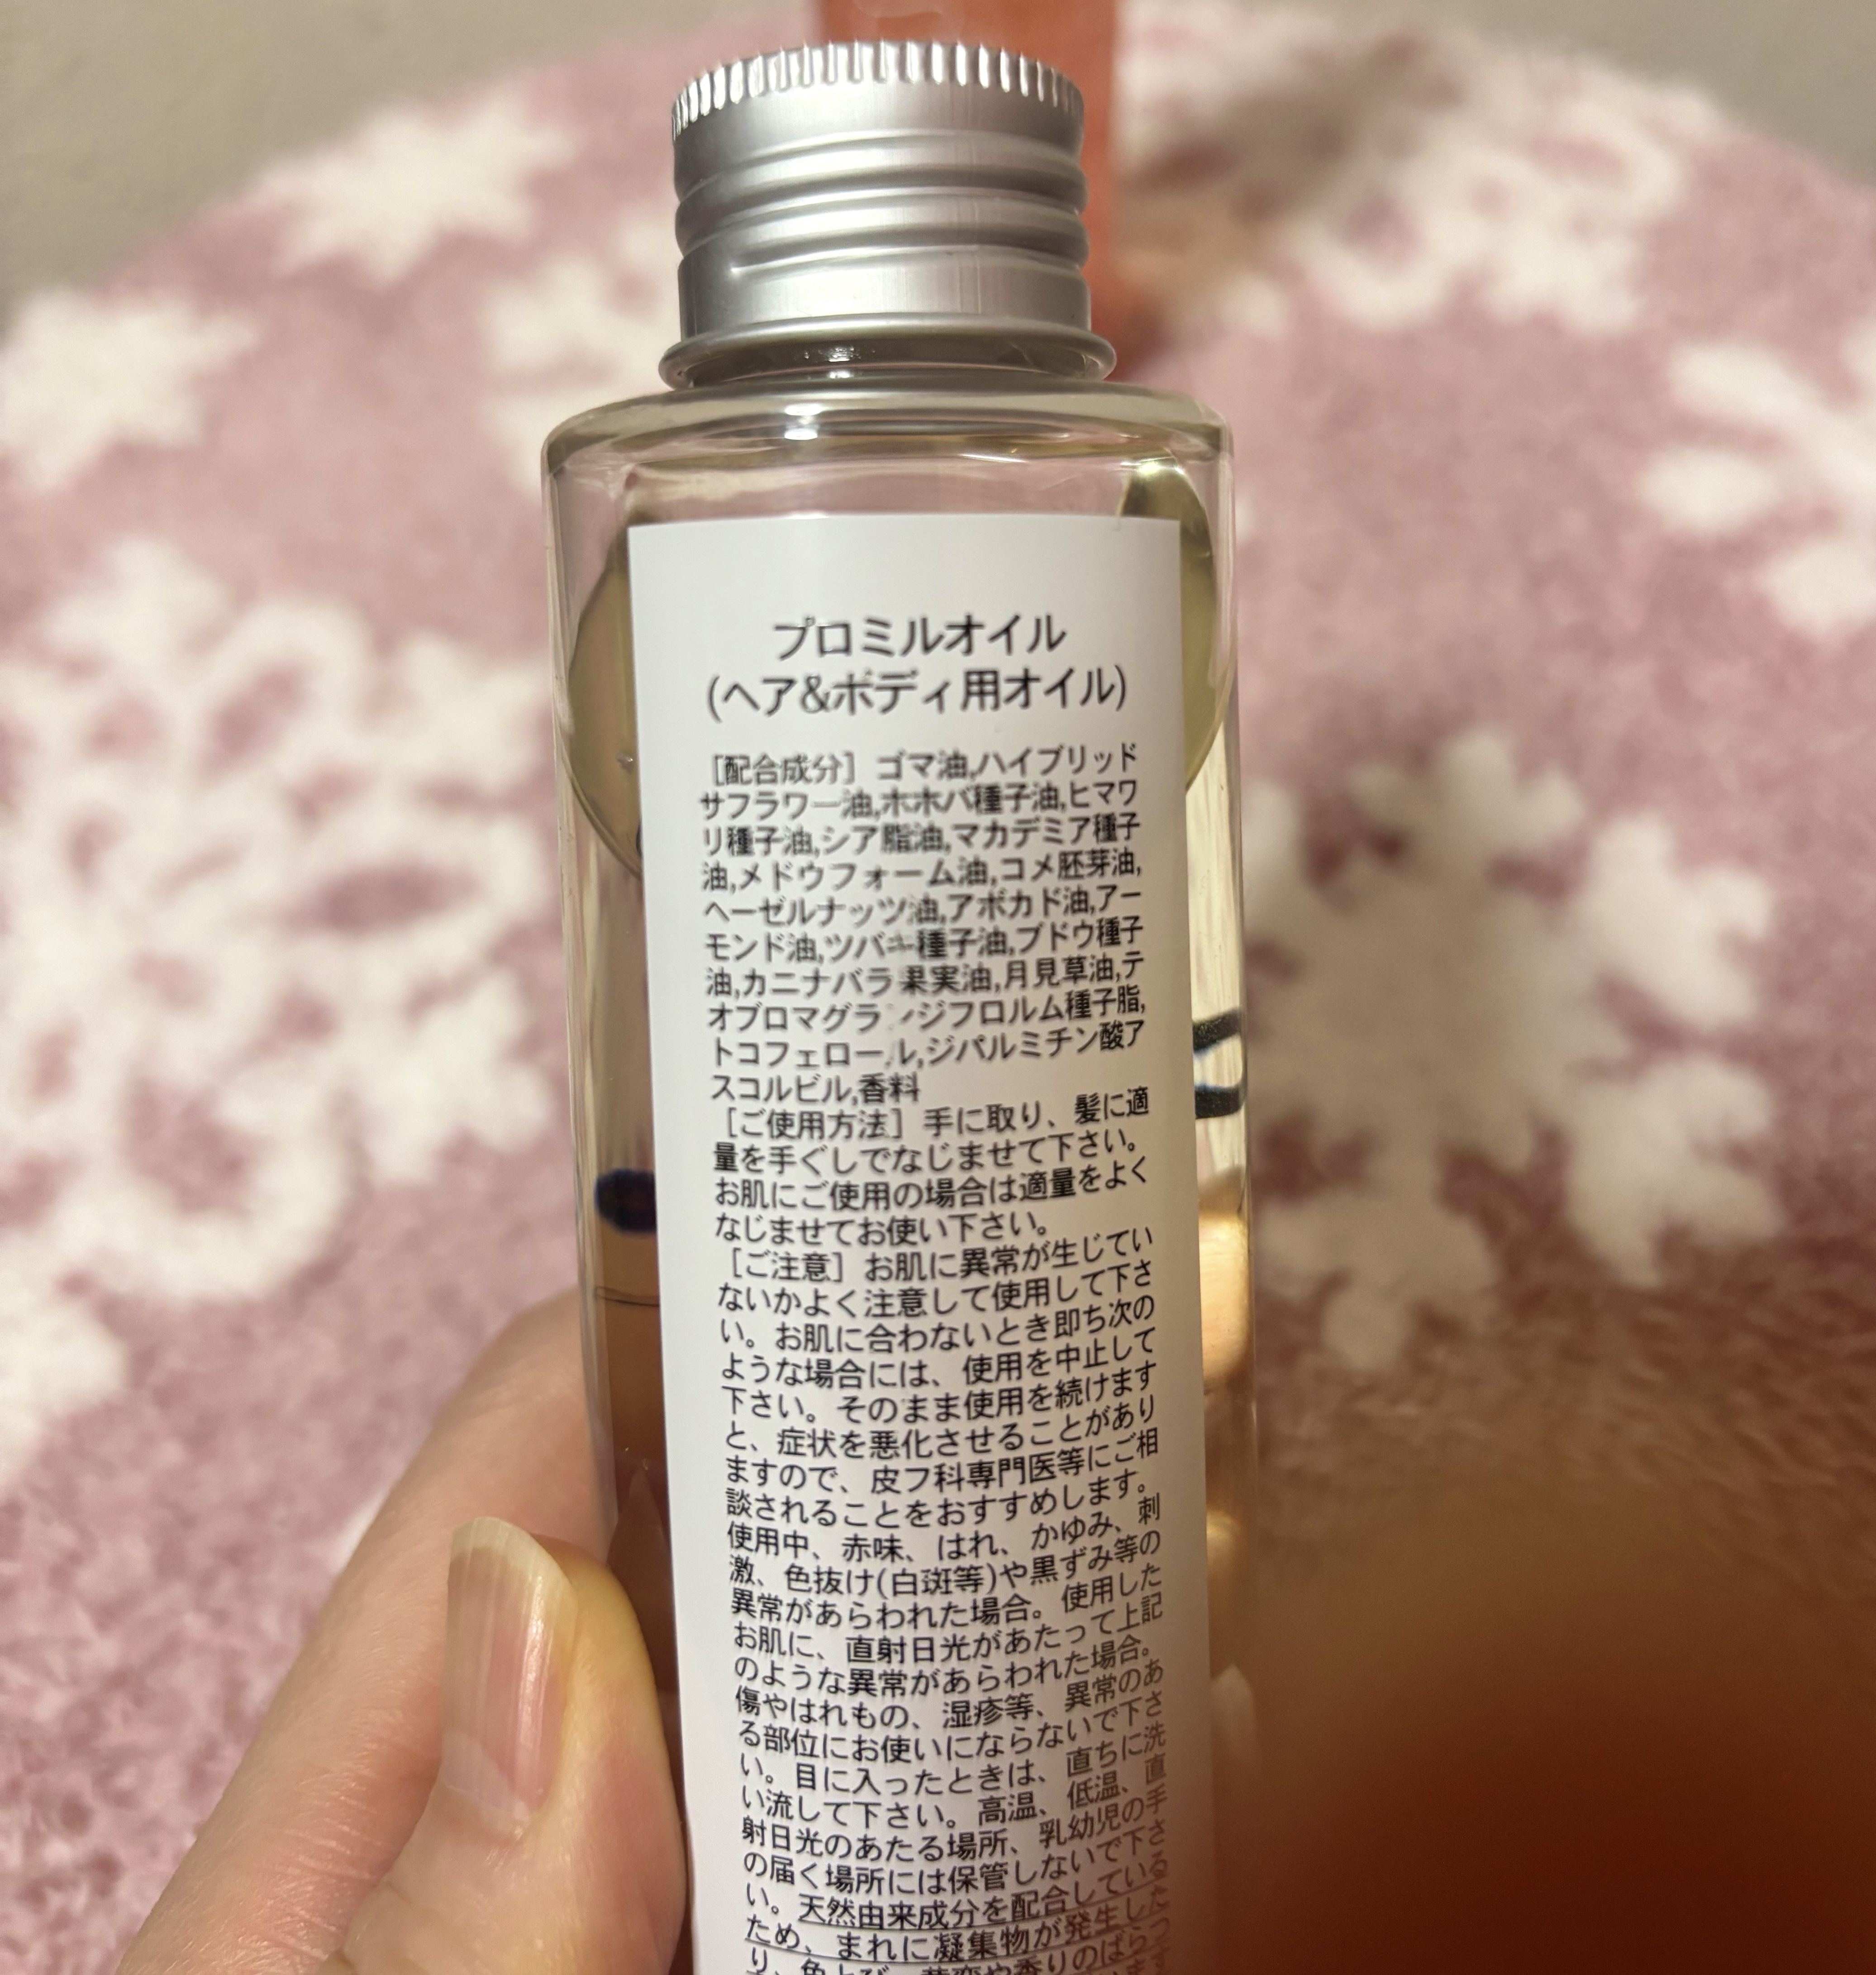 プロミルオイル
(ヘア&ボディ用オイル)
［配合成分］ ゴマ油,ハイブリッド
サフラワー油,ホホバ種子油,ヒマワ
リ種子油,シア脂油,マカデミア種子
油,メドウフォーム油,コメ胚芽油,
ヘーゼルナッツ油,アボカド油,アー
モンド油,ツバキ種子油,ブドウ種子
油,カニナバラ果実油,月見草油,テ
オブロマグランジフロルム種子脂,
トコフェロール,ジパルミチン酸ア
スコルビル,香料
［ご使用方法］ 手に取り、髪に適
量を手ぐしでなじませて下さい。
お肌にご使用の場合は適量をよく
なじませてお使い下さい。
［ご注意］ お肌に異常が生じてい
ないかよく注意して使用して下さ
い。お肌に合わないとき即ち次の
ような場合には、使用を中止して
下さい。そのまま使用を続けます
と、症状を悪化させることがあり
ますので、皮フ科専門医等にご相
談されることをおすすめします。
使用中、赤味、はれ、かゆみ、刺
激、色抜け(白斑等)や黒ずみ等の
異常があらわれた場合。使用した
お肌に、直射日光があたって上記
のような異常があらわれた場合。
傷やはれもの、湿疹等、異常のあ
る部位にお使いにならないで下さ
い。目に入ったときは、直ちに洗
い流して下さい。高温、低温、直
射日光のあたる場所、乳幼児の手
の届く場所には保管しないで下さ
い。天然由来成分を配合している
ため、まれに凝集物が発生した
り、色とび、黄変や香りのばらつ